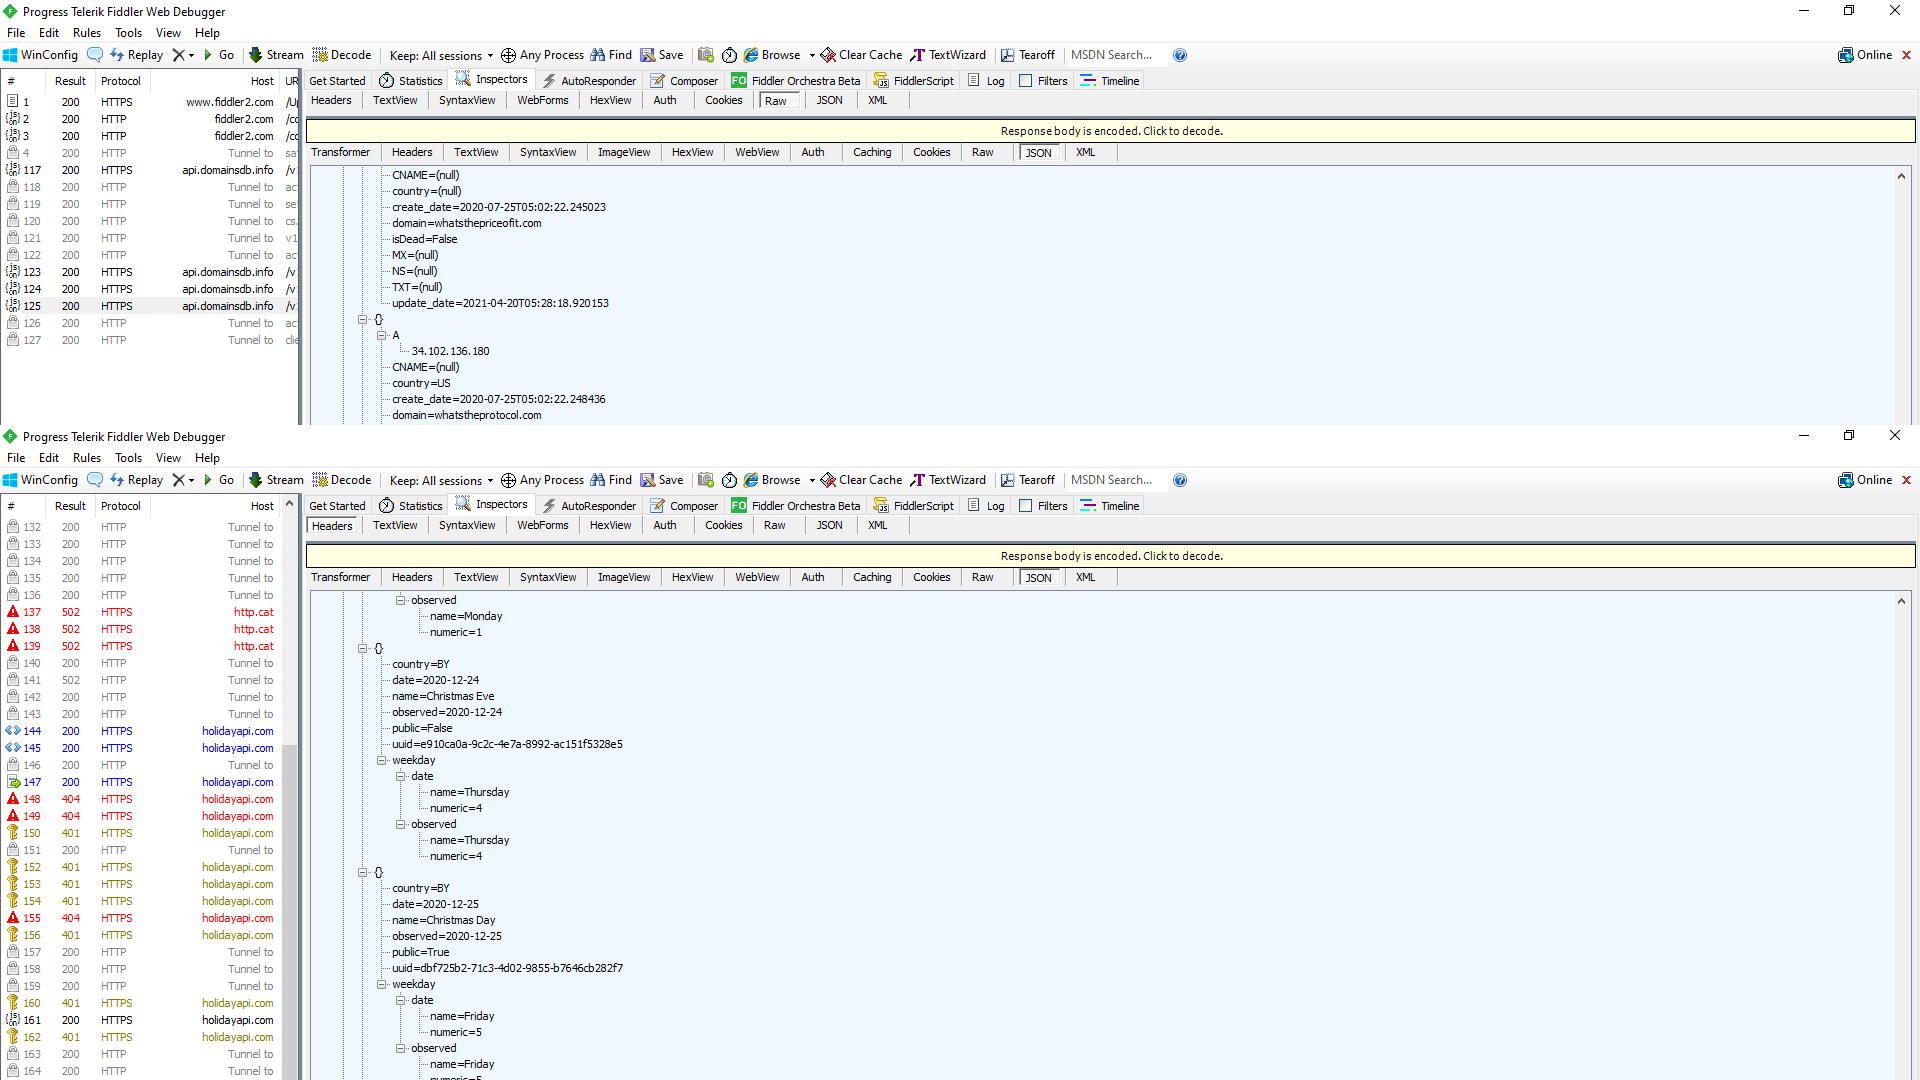 Progress Telerik Fiddler Web Debugger
File Edit Rules Tools View Help
WinConfig Replay Go Stream Decode Keep: All sessions Any Process Find Save Browse Clear Cache TextWizard Tearoff MSDN Search... Online
# Result Protocol Host UR
Get Started Statistics Inspectors AutoResponder Composer FO Fiddler Orchestra Beta FiddlerScript Log Filters Timeline
Headers TextView SyntaxView WebForms HexView Auth Cookies Raw JSON XML
Response body is encoded. Click to decode.
Transformer Headers TextView SyntaxView ImageView HexView WebView Auth Caching Cookies Raw JSON XML
1 200 HTTPS www.fiddler2.com /Up
2 200 HTTP fiddler2.com /co
3 200 HTTP fiddler2.com /co
4 200 HTTP Tunnel to
117 200 HTTPS api.domainsdb.info /v
118 200 HTTP Tunnel to ac
119 200 HTTP Tunnel to se
120 200 HTTP Tunnel to cs.
121 200 HTTP Tunnel to v1
122 200 HTTP Tunnel to ac
123 200 HTTPS api.domainsdb.info /v
124 200 HTTPS api.domainsdb.info /v
125 200 HTTPS api.domainsdb.info /v
126 200 HTTP Tunnel to ac
127 200 HTTP Tunnel to clie
CNAME=(null)
country=(null)
create_date=2020-07-25T05:02:22.245023
domain=whatsthepriceofit.com
isDead=False
MX=(null)
NS=(null)
TXT=(null)
update_date=2021-04-20T05:28:18.920153
{}
A
34.102.136.180
CNAME=(null)
country=US
create_date=2020-07-25T05:02:22.248436
domain=whatstheprotocol.com
Progress Telerik Fiddler Web Debugger
File Edit Rules Tools View Help
WinConfig Replay Go Stream Decode Keep: All sessions Any Process Find Save Browse Clear Cache TextWizard Tearoff MSDN Search... Online
# Result Protocol Host
Get Started Statistics Inspectors AutoResponder Composer FO Fiddler Orchestra Beta FiddlerScript Log Filters Timeline
Headers TextView SyntaxView WebForms HexView Auth Cookies Raw JSON XML
Response body is encoded. Click to decode.
Transformer Headers TextView SyntaxView ImageView HexView WebView Auth Caching Cookies Raw JSON XML
132 200 HTTP Tunnel to
133 200 HTTP Tunnel to
134 200 HTTP Tunnel to
135 200 HTTP Tunnel to
136 200 HTTP Tunnel to
137 502 HTTPS http.cat
138 502 HTTPS http.cat
139 502 HTTPS http.cat
140 200 HTTP Tunnel to
141 502 HTTP Tunnel to
142 200 HTTP Tunnel to
143 200 HTTP Tunnel to
144 200 HTTPS holidayapi.com
145 200 HTTPS holidayapi.com
146 200 HTTP Tunnel to
147 200 HTTPS holidayapi.com
148 404 HTTPS holidayapi.com
149 404 HTTPS holidayapi.com
150 401 HTTPS holidayapi.com
151 200 HTTP Tunnel to
152 401 HTTPS holidayapi.com
153 401 HTTPS holidayapi.com
154 401 HTTPS holidayapi.com
155 404 HTTPS holidayapi.com
156 401 HTTPS holidayapi.com
157 200 HTTP Tunnel to
158 200 HTTP Tunnel to
159 200 HTTP Tunnel to
160 401 HTTPS holidayapi.com
161 200 HTTPS holidayapi.com
162 401 HTTPS holidayapi.com
163 200 HTTP Tunnel to
164 200 HTTP Tunnel to
observed
name=Monday
numeric=1
{}
country=BY
date=2020-12-24
name=Christmas Eve
observed=2020-12-24
public=False
uuid=e910ca0a-9c2c-4e7a-8992-ac151f5328e5
weekday
date
name=Thursday
numeric=4
observed
name=Thursday
numeric=4
{}
country=BY
date=2020-12-25
name=Christmas Day
observed=2020-12-25
public=True
uuid=dbf725b2-71c3-4d02-9855-b7646cb282f7
weekday
date
name=Friday
numeric=5
observed
name=Friday
numeric=5